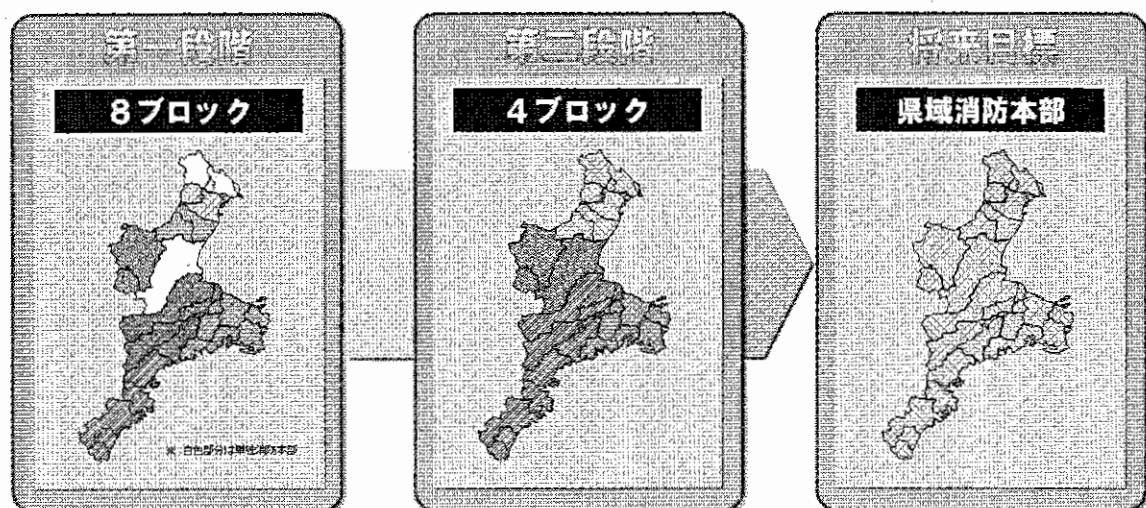 第一段階
8ブロック
※ 白色部分は単独消防本部
第二段階
4ブロック
将来目標
県域消防本部